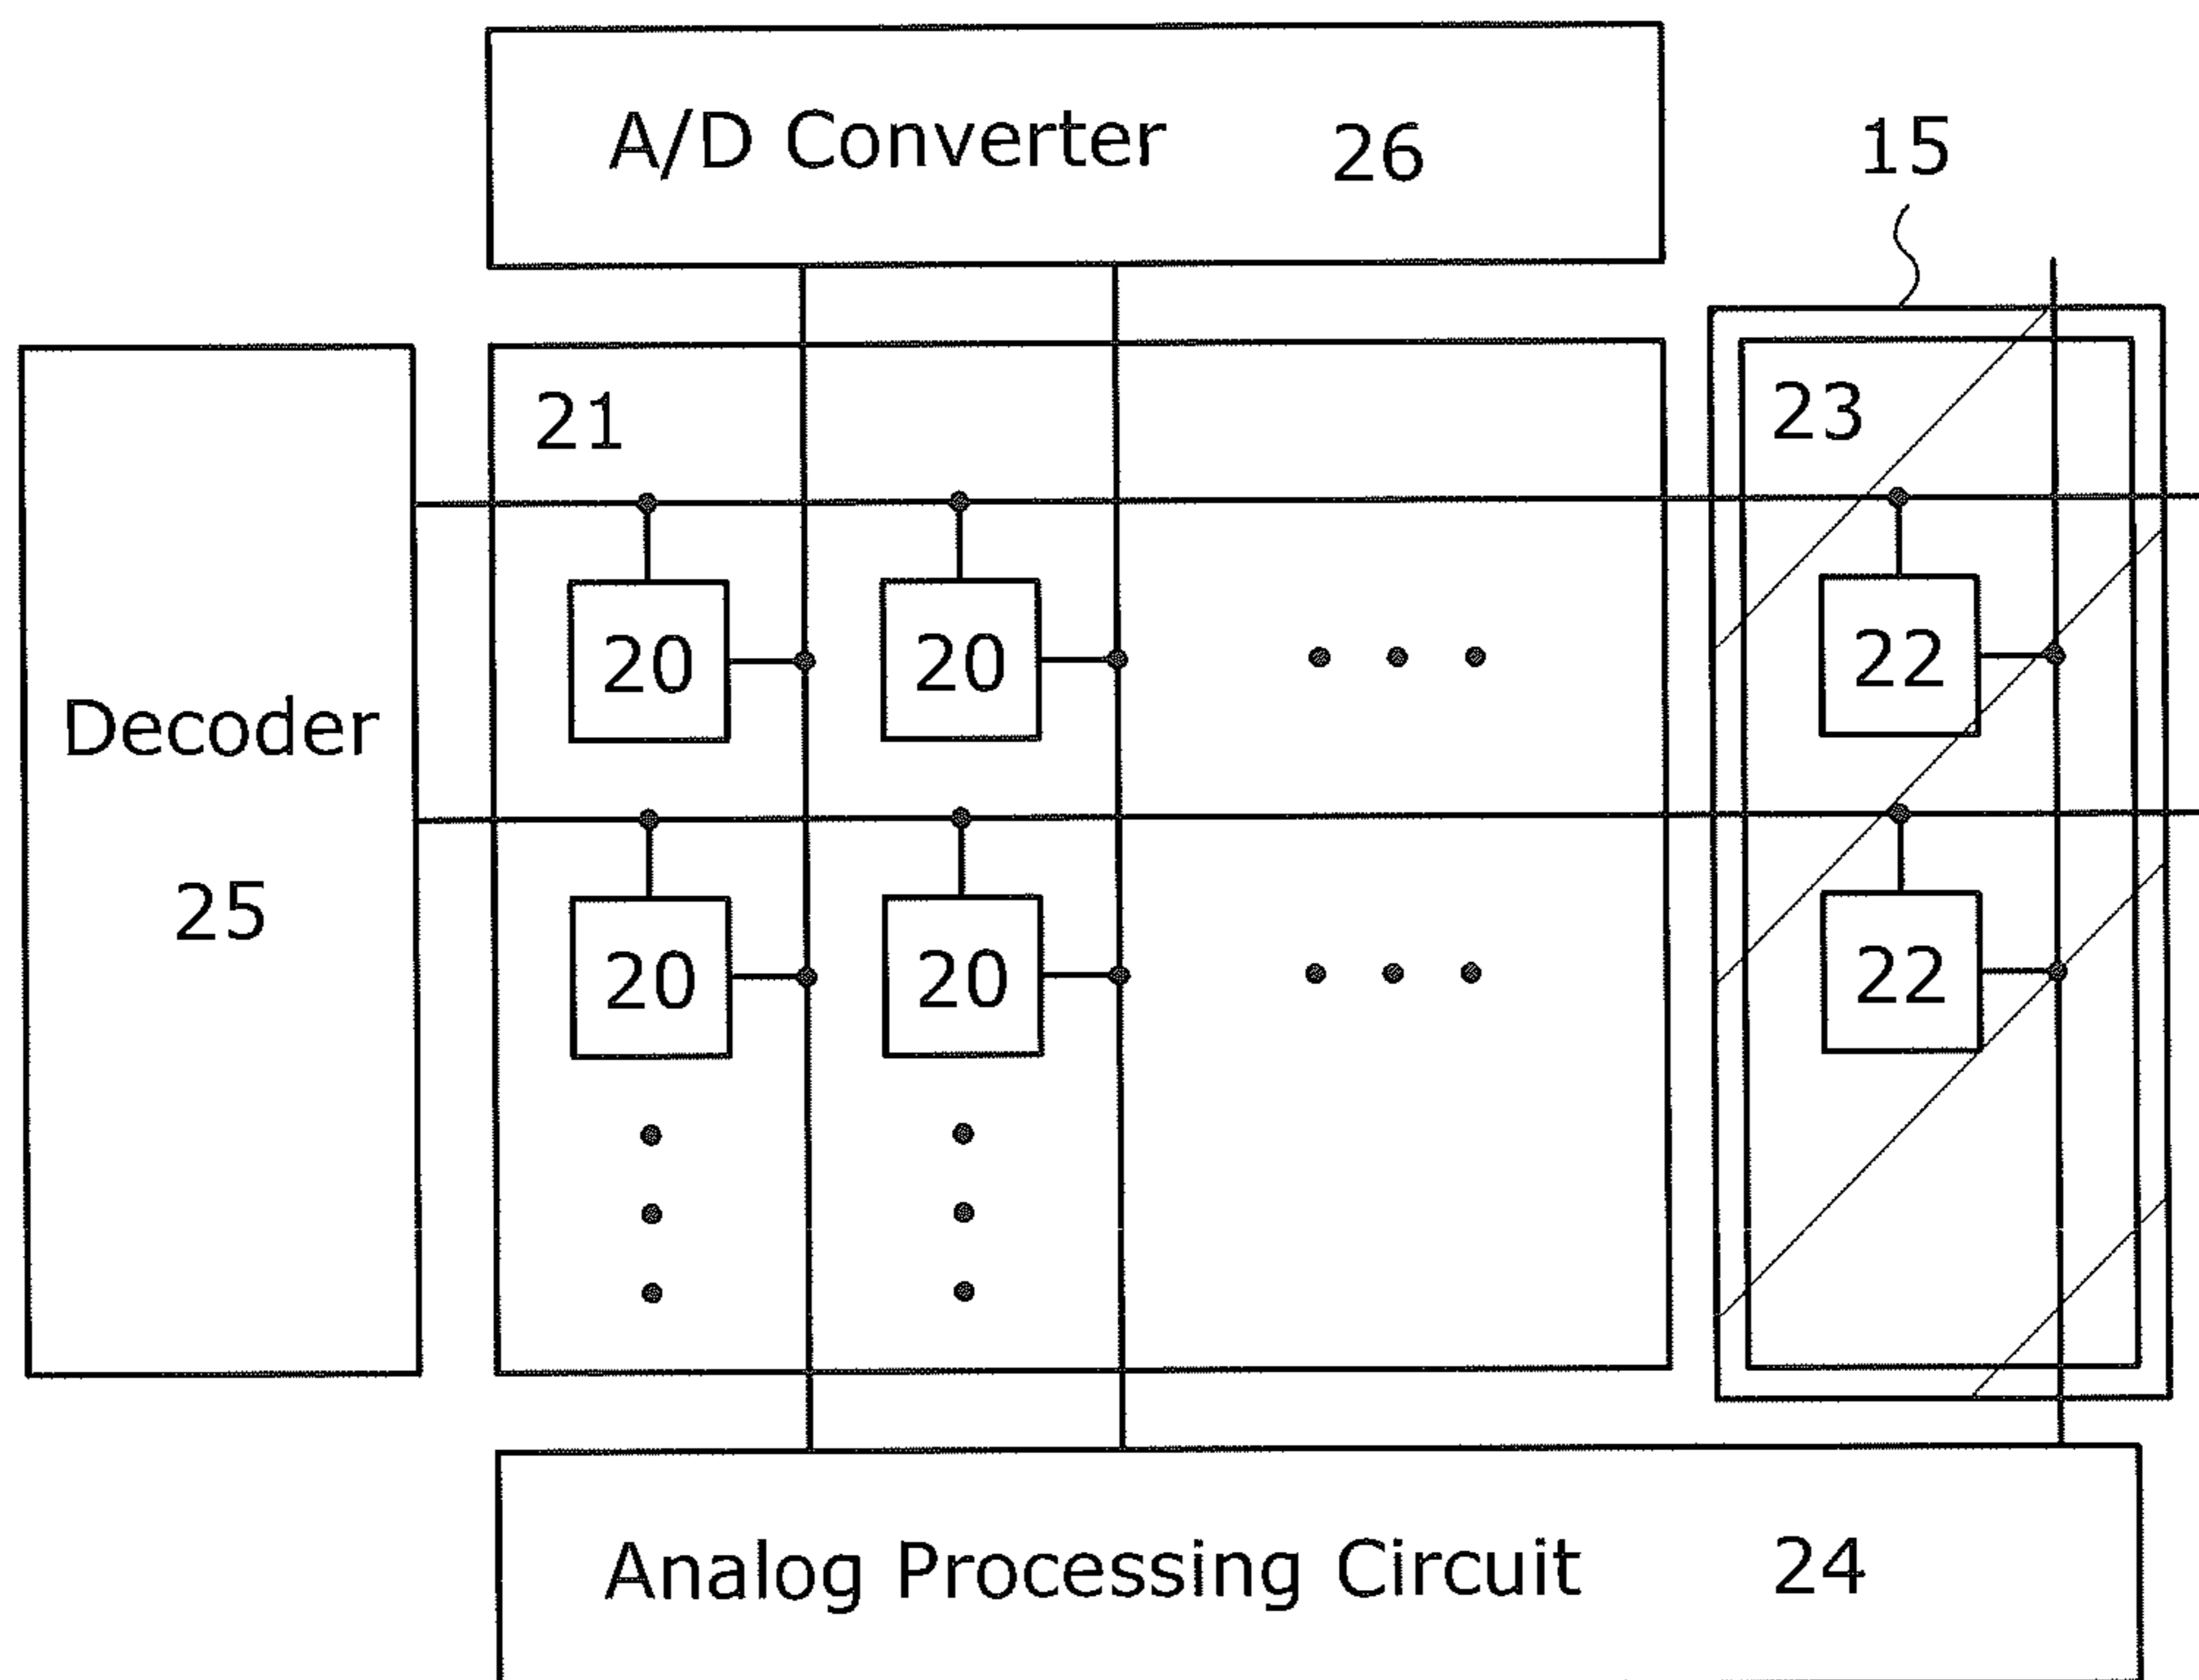 A/D Converter 26
15
21
23
20 20 22
Decoder
25
20 20 22
Analog Processing Circuit 24